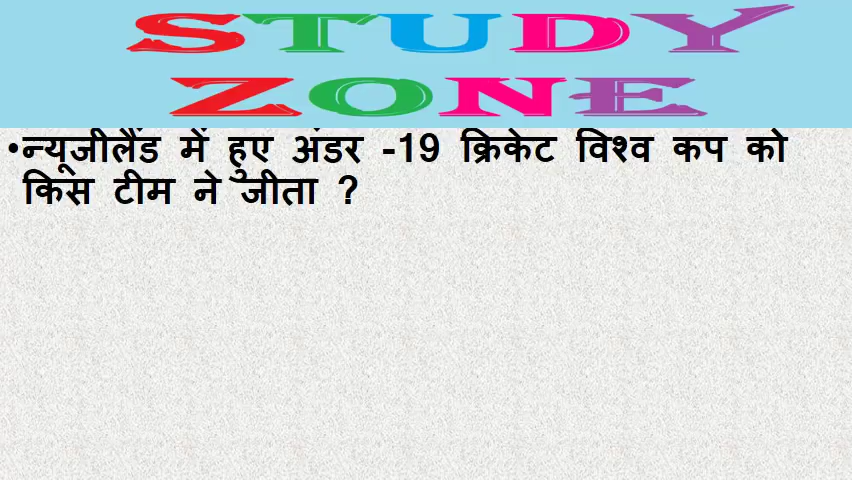 STUDY
ZONE
•न्यूजीलैंड में हुए अंडर -19 क्रिकेट विश्व कप को
किस टीम ने जीता ?